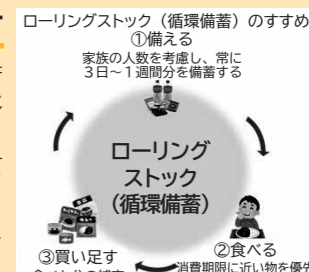 ローリングストック（循環備蓄）のすすめ
①備える
家族の人数を考慮し、常に
３日～１週間分を備蓄する
ローリング
ストック
（循環備蓄）
②食べる
消費期限に近い物を優先
③買い足す